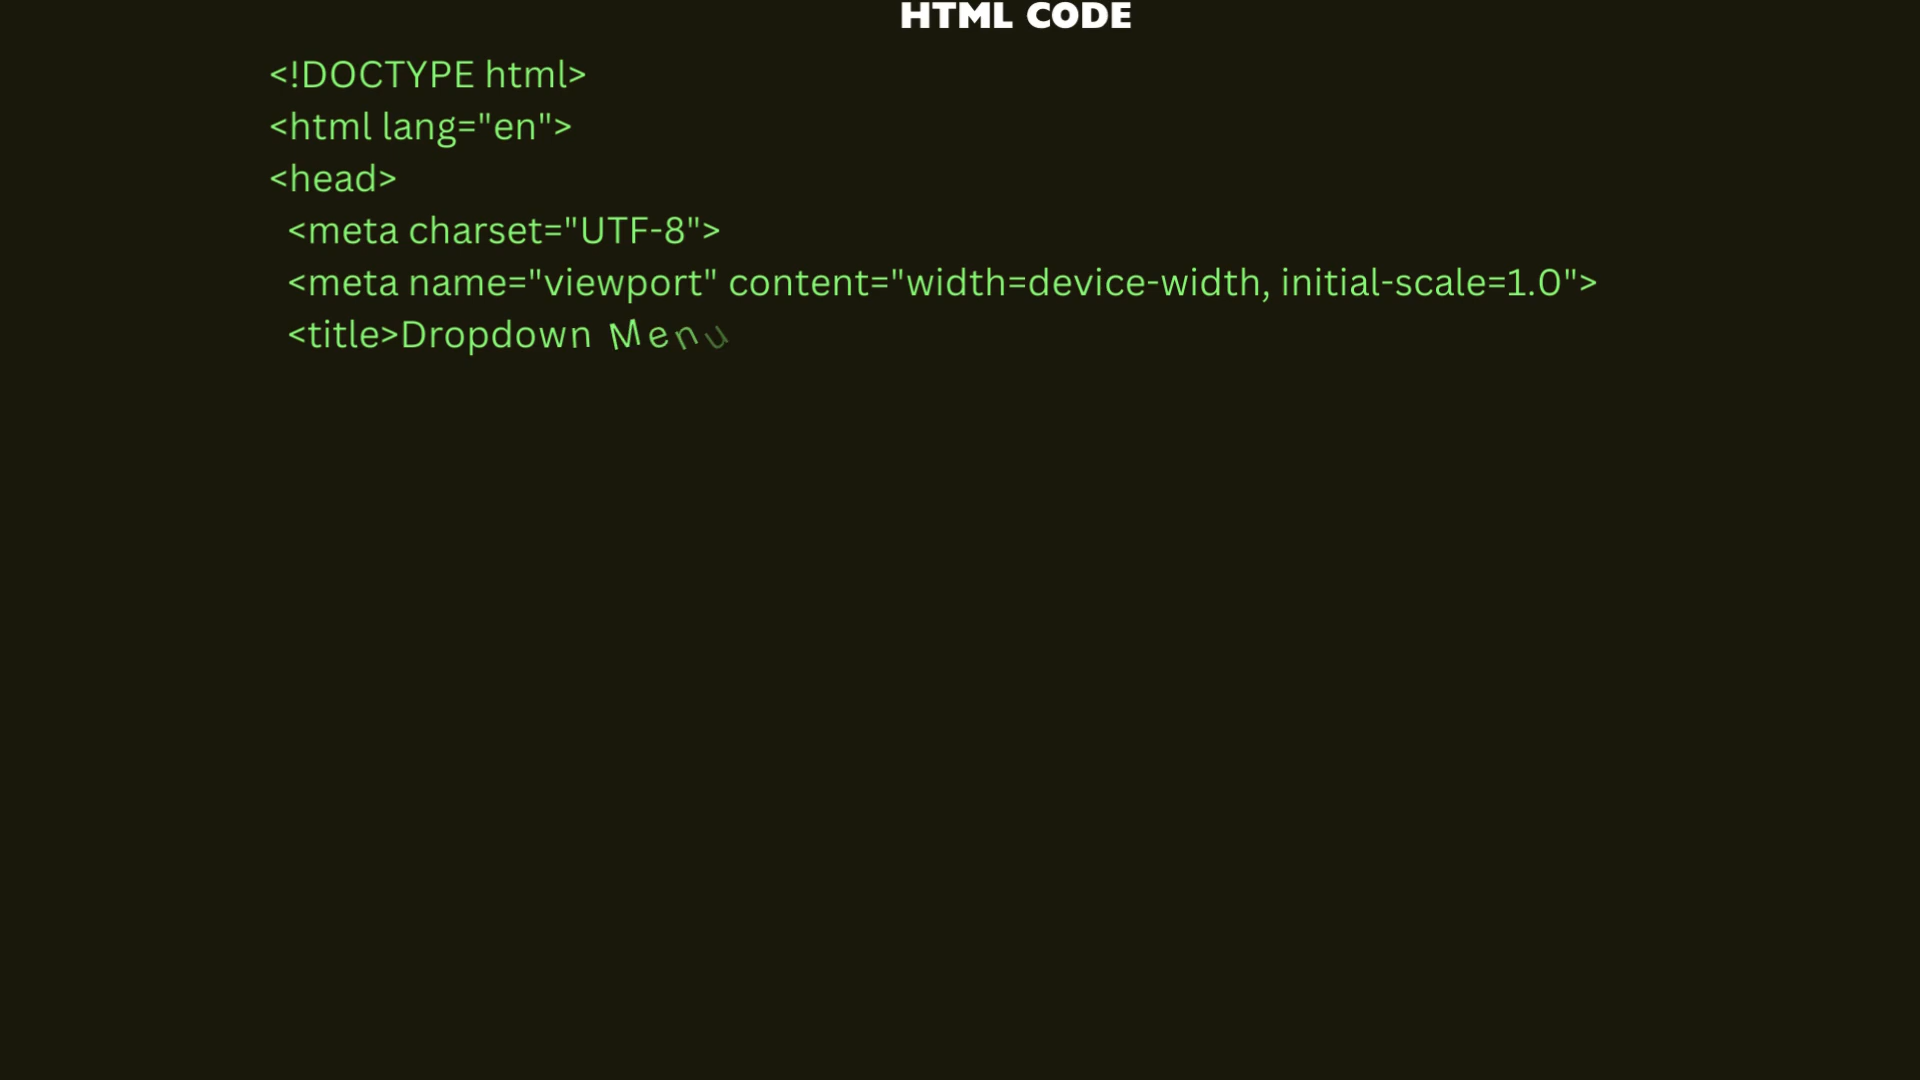 HTML CODE
<!DOCTYPE html>
<html lang="en">
<head>
<meta charset="UTF-8">
<meta name="viewport" content="width=device-width, initial-scale=1.0">
<title>Dropdown Menu